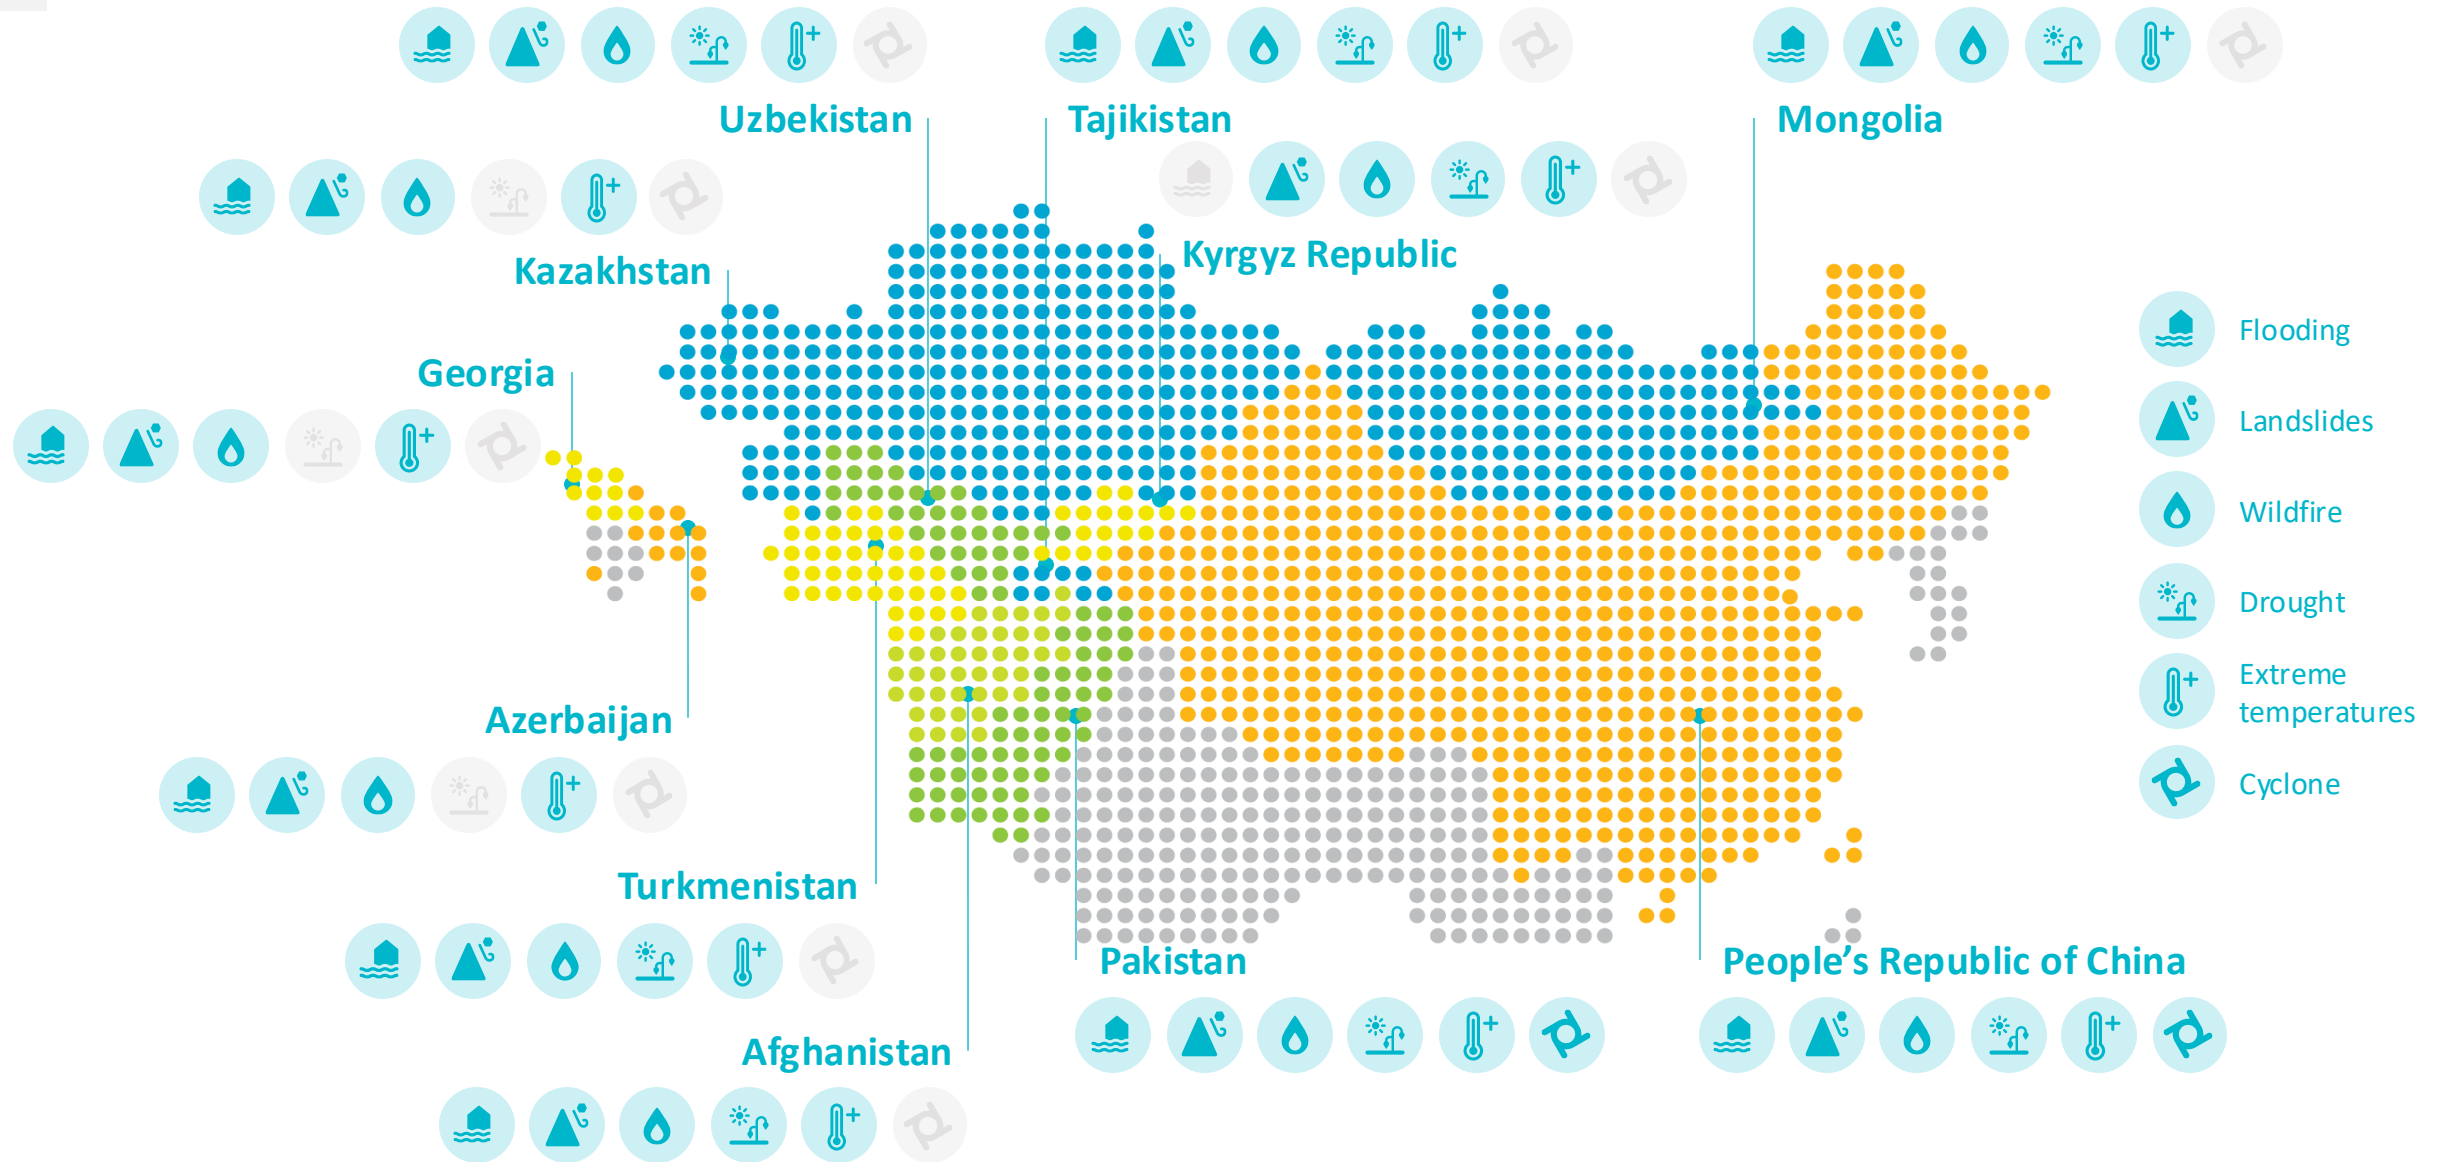 Uzbekistan
Tajikistan
Mongolia
Kazakhstan
Kyrgyz Republic
Georgia
Azerbaijan
Turkmenistan
Afghanistan
Pakistan
People’s Republic of China
Flooding
Landslides
Wildfire
Drought
Extreme
temperatures
Cyclone